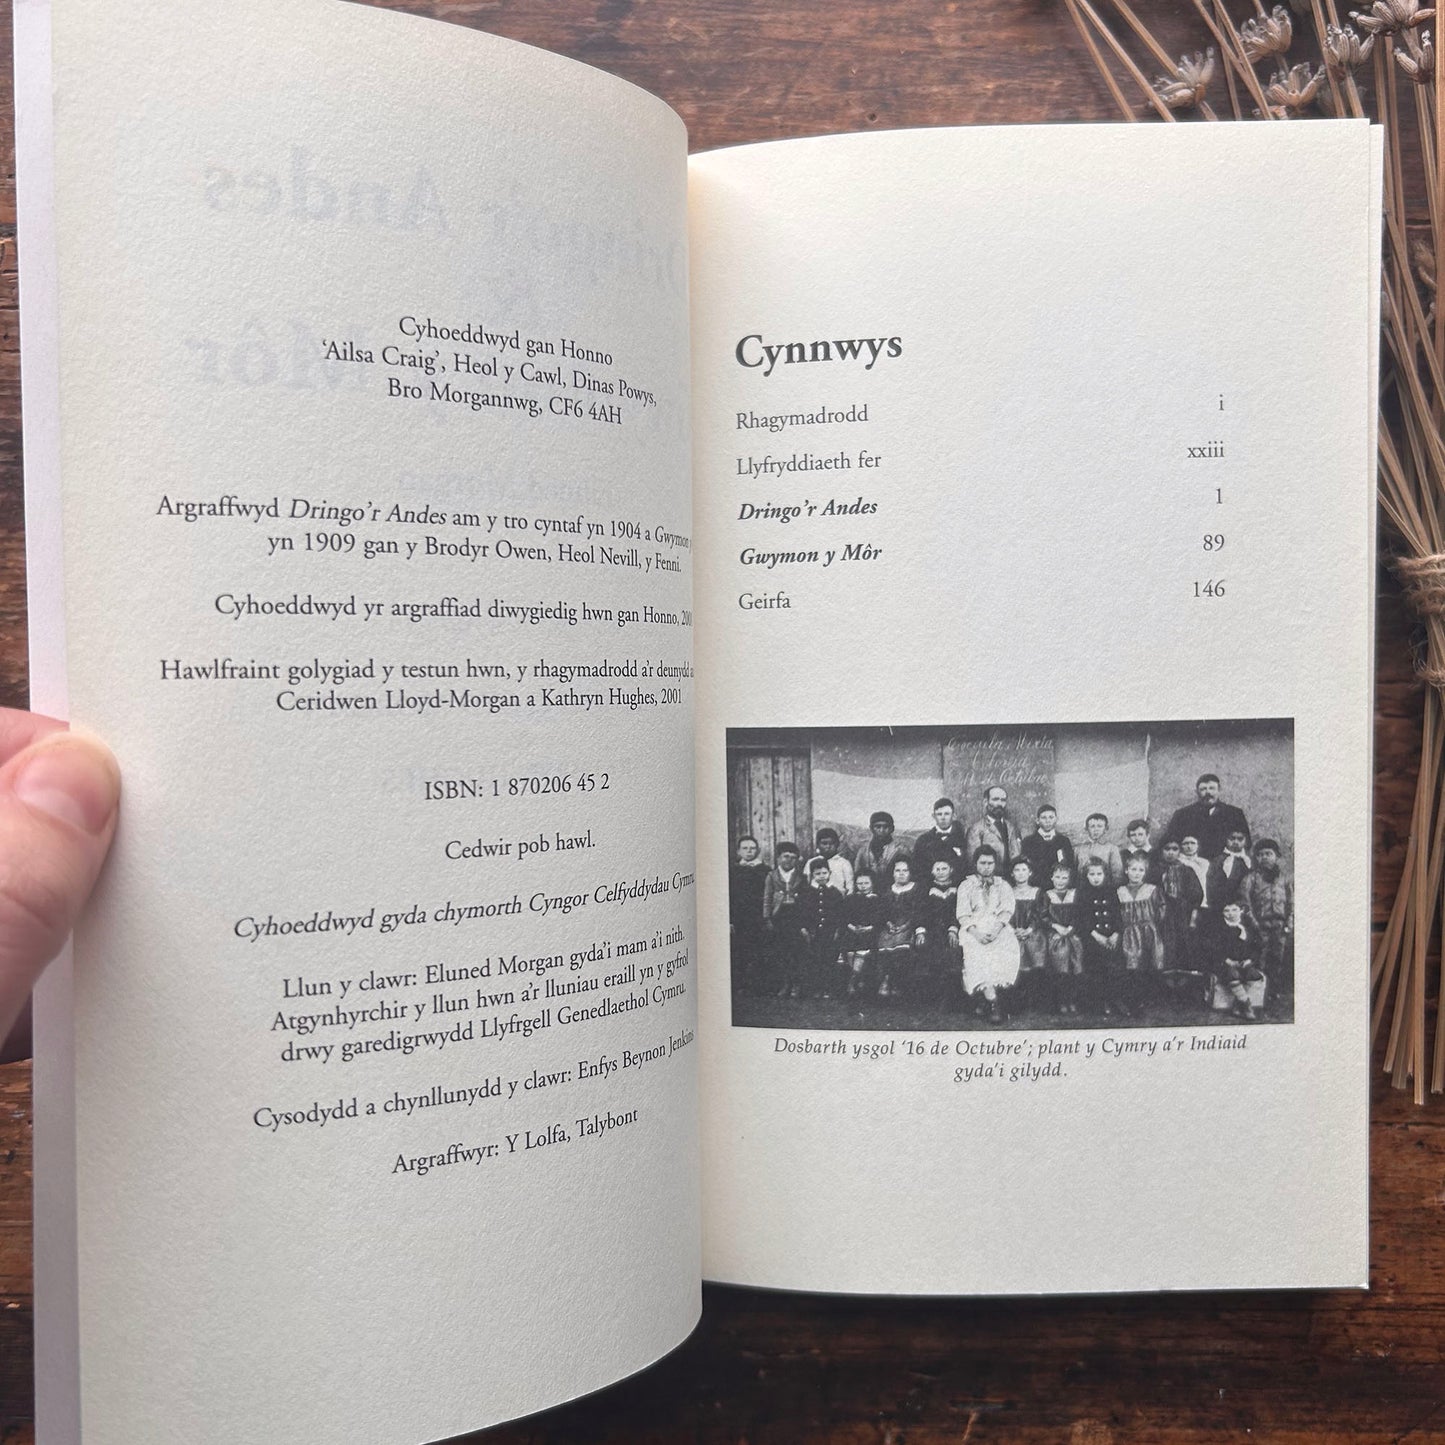 Cyhoeddwyd gan Honno
‘Ailsa Craig’, Heol y Cawl, Dinas Powys,
Bro Morgannwg, CF6 4AH
Argraffwyd Dringo’r Andes am y tro cyntaf yn 1904 a Gwymon
yn 1909 gan y Brodyr Owen, Heol Nevill, y Fenni.
Cyhoeddwyd yr argraffiad diwygiedig hwn gan Honno,
Hawlfraint golygiad y testun hwn, y rhagymadrodd a’r deunydd
Ceridwen Lloyd-Morgan a Kathryn Hughes, 2001
ISBN: 1 870206 45 2
Cedwir pob hawl.
Cyhoeddwyd gyda chymorth Cyngor Celfyddydau Cymru
Llun y clawr: Eluned Morgan gyda’i mam a’i nith.
Atgynhyrchir y llun hwn a’r lluniau eraill yn y gyfrol
drwy garedigrwydd Llyfrgell Genedlaethol Cymru.
Cysodydd a chynllunydd y clawr: Enfys Beynon Jenkins
Argraffwyr: Y Lolfa, Talybont
Cynnwys
Rhagymadrodd i
Llyfryddiaeth fer xxiii
Dringo’r Andes 1
Gwymon y Môr 89
Geirfa 146
16 de Octubre
Dosbarth ysgol ‘16 de Octubre’; plant y Cymry a’r Indiaid
gyda’i gilydd.